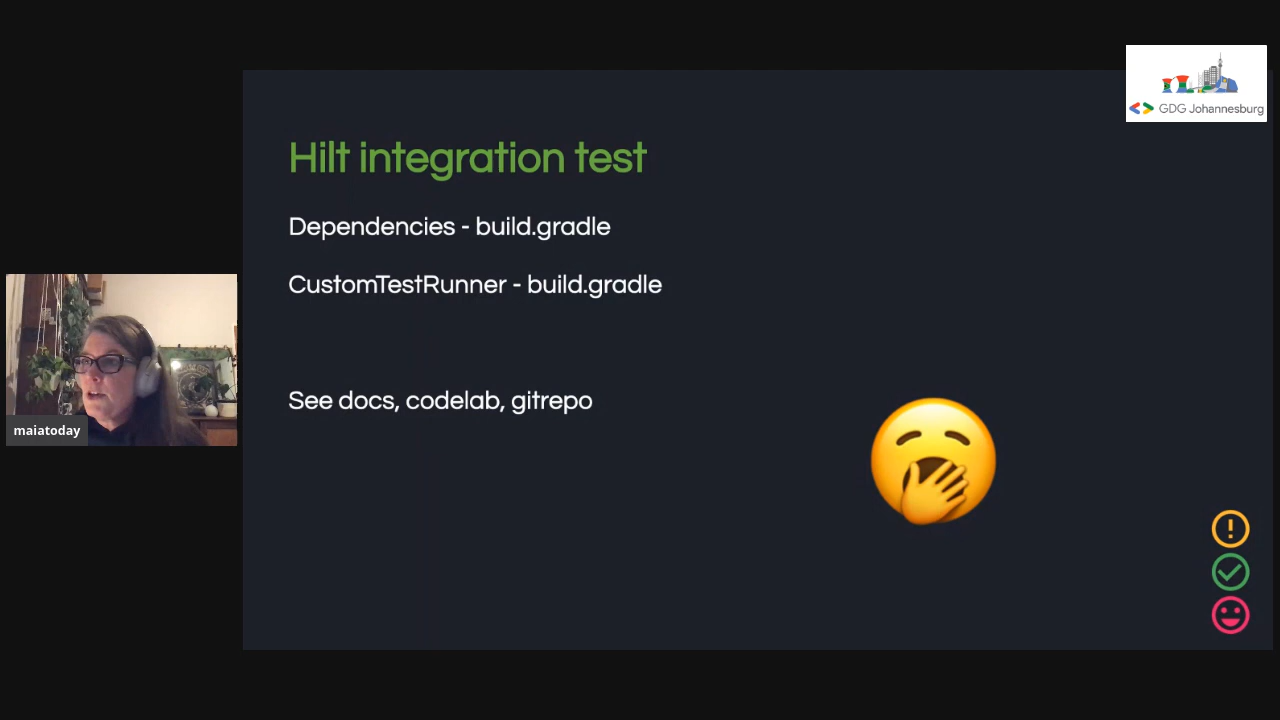 GDG Johannesburg
Hilt integration test
Dependencies - build.gradle
CustomTestRunner - build.gradle
See docs, codelab, gitrepo
maiatoday